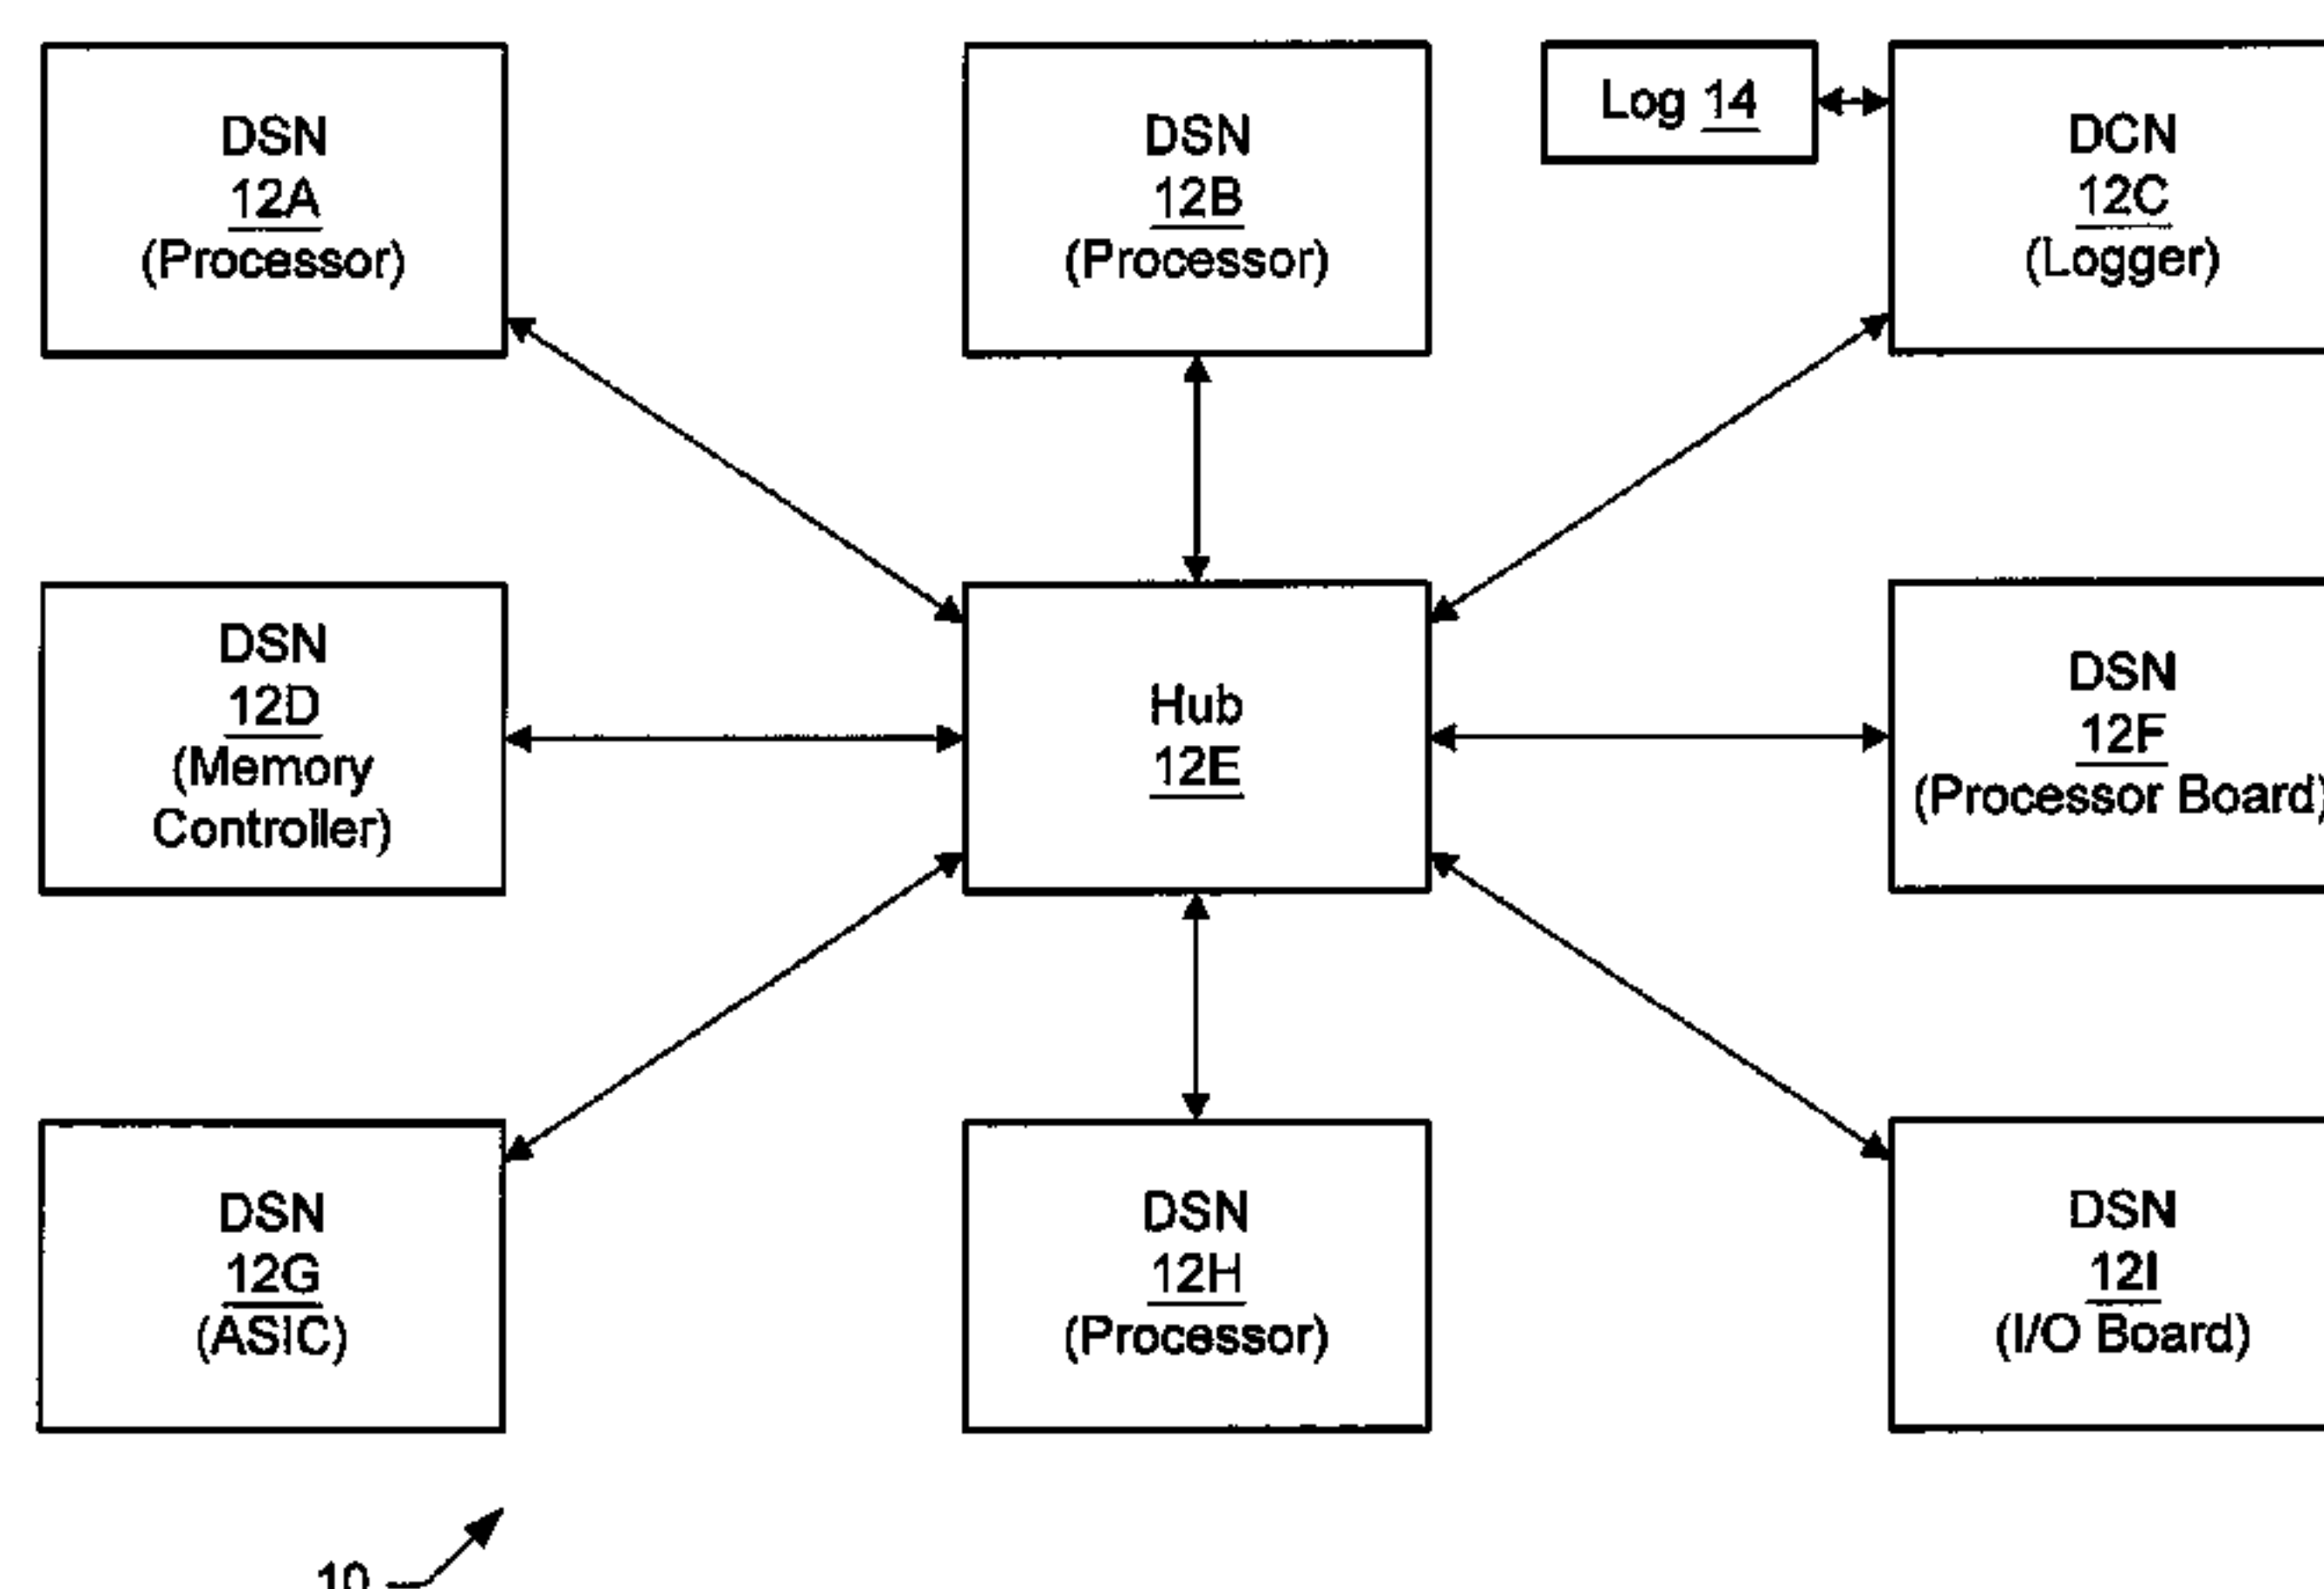 DSN
12A
(Processor)
DSN
12B
(Processor)
Log 14
DCN
12C
(Logger)
DSN
12D
(Memory
Controller)
Hub
12E
DSN
12F
(Processor Board)
DSN
12G
(ASIC)
DSN
12H
(Processor)
DSN
12I
(I/O Board)
10